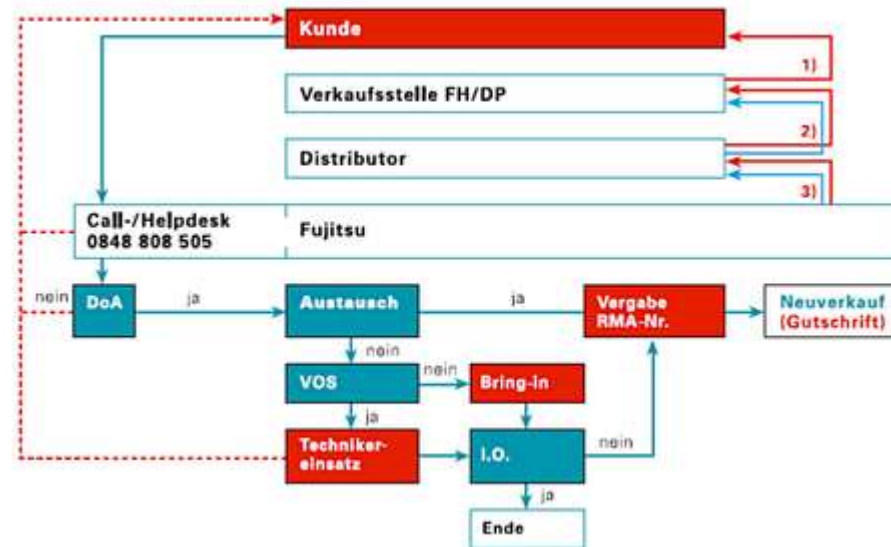 Kunde
1)
Verkaufsstelle FH/DP
2)
Distributor
3)
Call-/Helpdesk
0848 808 505
Fujitsu
nein
DoA
ja
Austausch
ja
Vergabe
RMA-Nr.
Neuverkauf
(Gutschrift)
nein
VOS
nein
Bring-in
ja
Techniker-
einsatz
I.O.
nein
ja
Ende